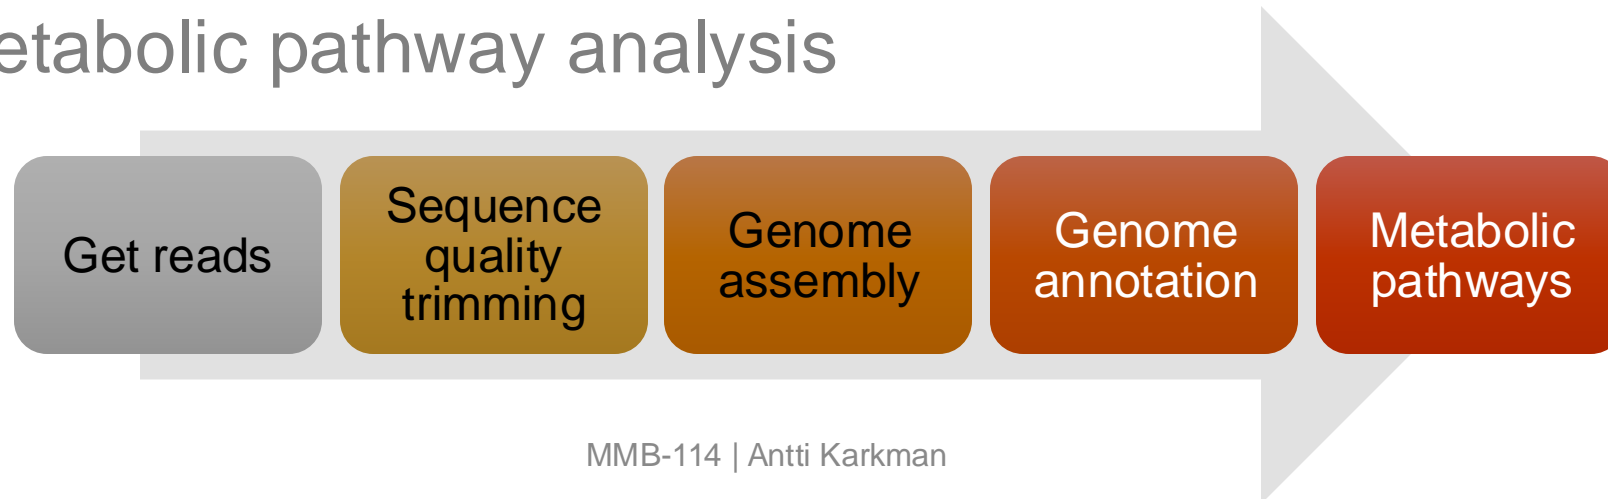 etabolic pathway analysis
Get reads
Sequence
quality
trimming
Genome
assembly
Genome
annotation
Metabolic
pathways
MMB-114 | Antti Karkman